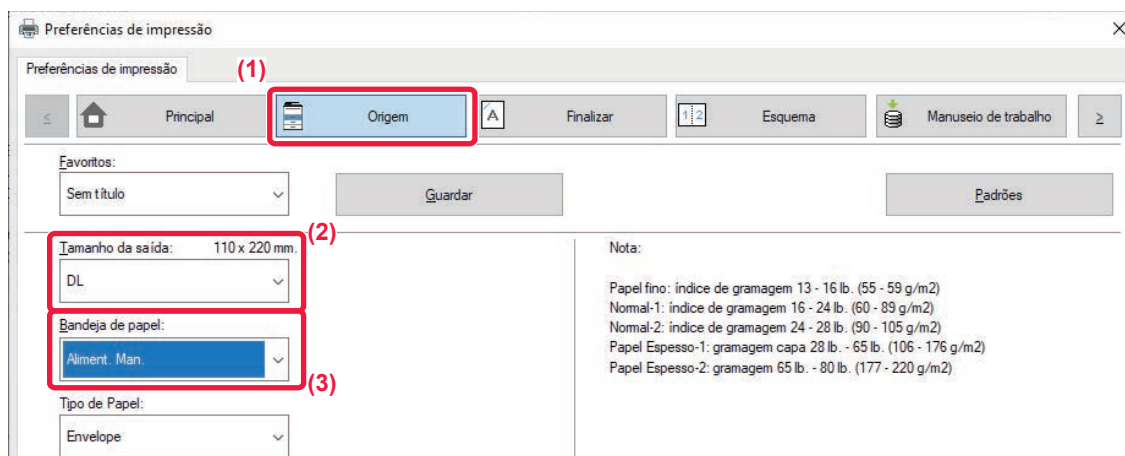 Preferências de impressão
Preferências de impressão
(1)
< Principal Origem A Finalizar 1 2 Esquema Manuseio de trabalho >
Favoritos:
Sem título Guardar Padrões
(2)
Tamanho da saída: 110 x 220 mm.
DL
Bandeja de papel:
Aliment. Man.
(3)
Tipo de Papel:
Envelope
Nota:
Papel fino: índice de gramagem 13 - 16 lb. (55 - 59 g/m2)
Normal-1: índice de gramagem 16 - 24 lb. (60 - 89 g/m2)
Normal-2: índice de gramagem 24 - 28 lb. (90 - 105 g/m2)
Papel Espesso-1: gramagem capa 28 lb. - 65 lb. (106 - 176 g/m2)
Papel Espesso-2: gramagem 65 lb. - 80 lb. (177 - 220 g/m2)